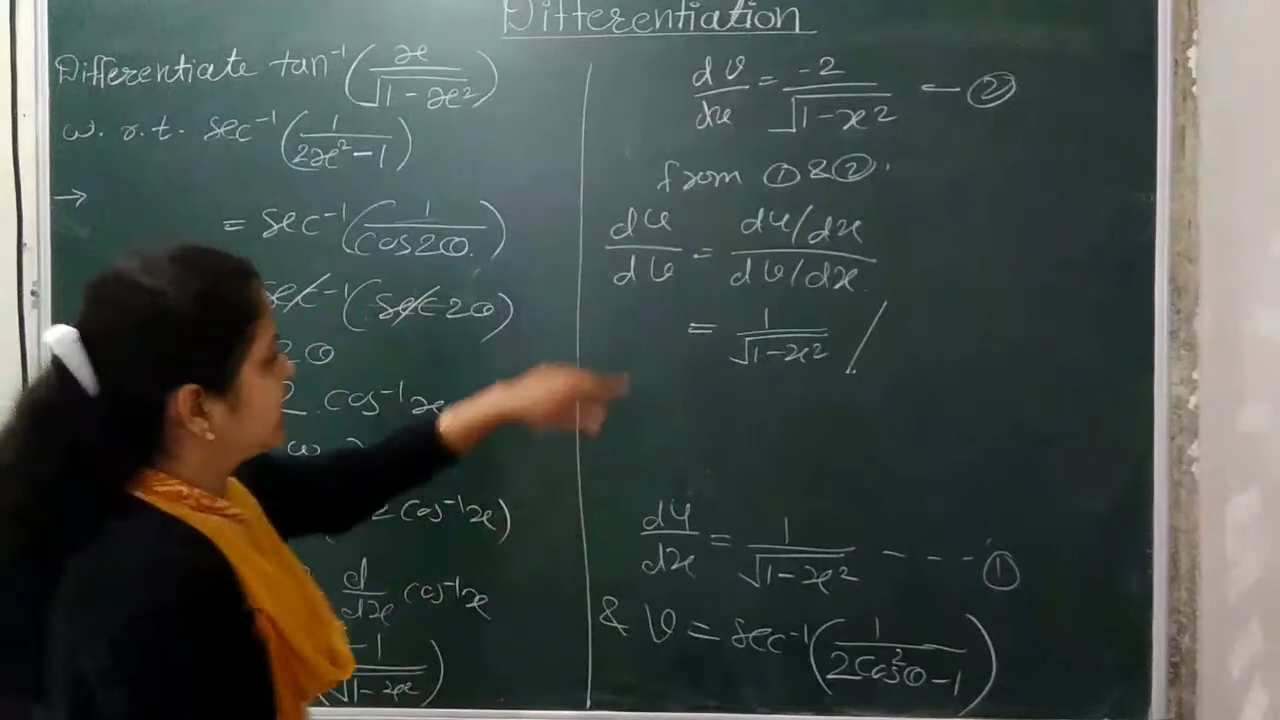 Differentiation
Differentiate tan⁻¹(x/√(1-x²))
w. r. t. sec⁻¹(1/(2x²-1))
→
= sec⁻¹(1/cos2θ.)
sec⁻¹(sec2θ)
2θ
2.cos⁻¹x
w
2cos⁻¹x)
d/dx cos⁻¹x
-1/√(1-x²))
dv/dx = -2/√(1-x²) — ②
from ① & ②.
du/dv = (du/dx)/(dv/dx)
= 1/√(1-x²) /
du/dx = 1/√(1-x²) - - - - ①
& v = sec⁻¹(1/(2cos²θ-1))